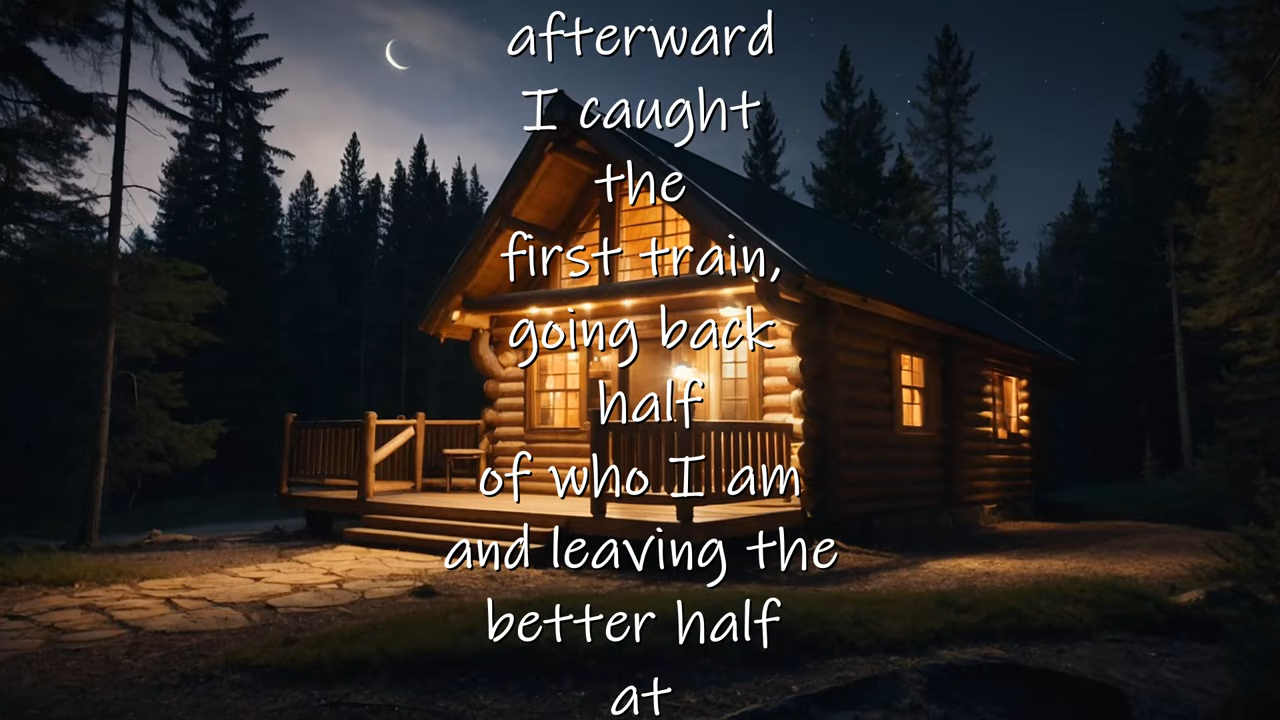 afterward
I caught
the
first train,
going back
half
of who I am
and leaving the
better half
at